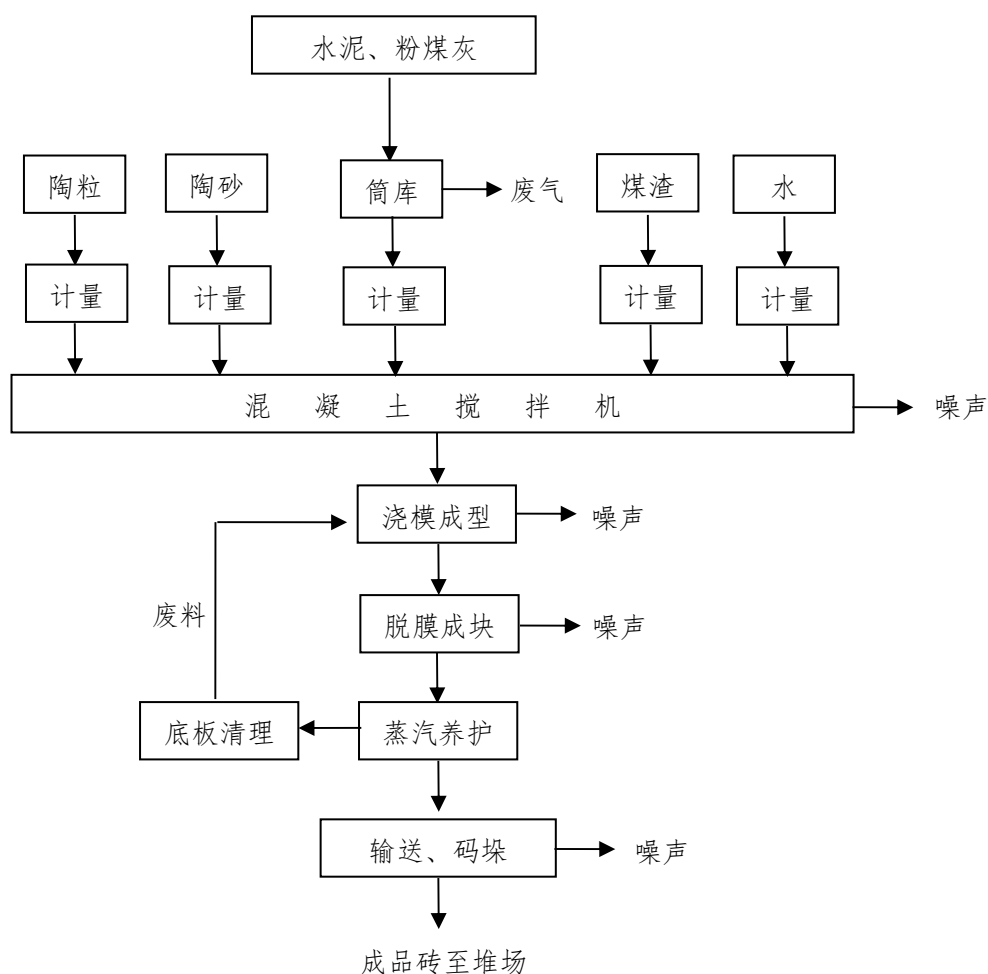 水泥、粉煤灰
陶粒
陶砂
筒库
废气
煤渣
水
计量
计量
计量
计量
计量
混凝土搅拌机
噪声
浇模成型
噪声
废料
脱膜成块
噪声
底板清理
蒸汽养护
输送、码垛
噪声
成品砖至堆场